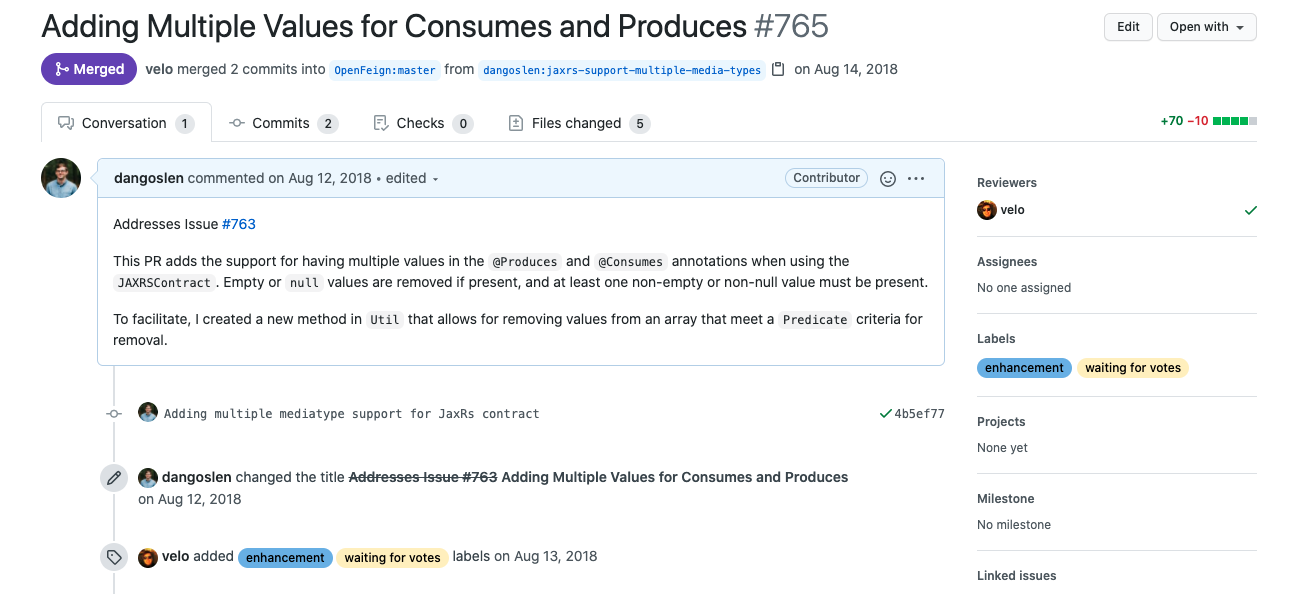 Adding Multiple Values for Consumes and Produces #765
Edit
Open with
Merged velo merged 2 commits into OpenFeign:master from dangoslen:jaxrs-support-multiple-media-types on Aug 14, 2018
Conversation 1
Commits 2
Checks 0
Files changed 5
+70 −10
dangoslen commented on Aug 12, 2018 • edited
Contributor
Addresses Issue #763
This PR adds the support for having multiple values in the @Produces and @Consumes annotations when using the
JAXRSContract. Empty or null values are removed if present, and at least one non-empty or non-null value must be present.
To facilitate, I created a new method in Util that allows for removing values from an array that meet a Predicate criteria for
removal.
Adding multiple mediatype support for JaxRs contract
4b5ef77
dangoslen changed the title Addresses Issue #763 Adding Multiple Values for Consumes and Produces
on Aug 12, 2018
velo added enhancement waiting for votes labels on Aug 13, 2018
Reviewers
velo
Assignees
No one assigned
Labels
enhancement waiting for votes
Projects
None yet
Milestone
No milestone
Linked issues